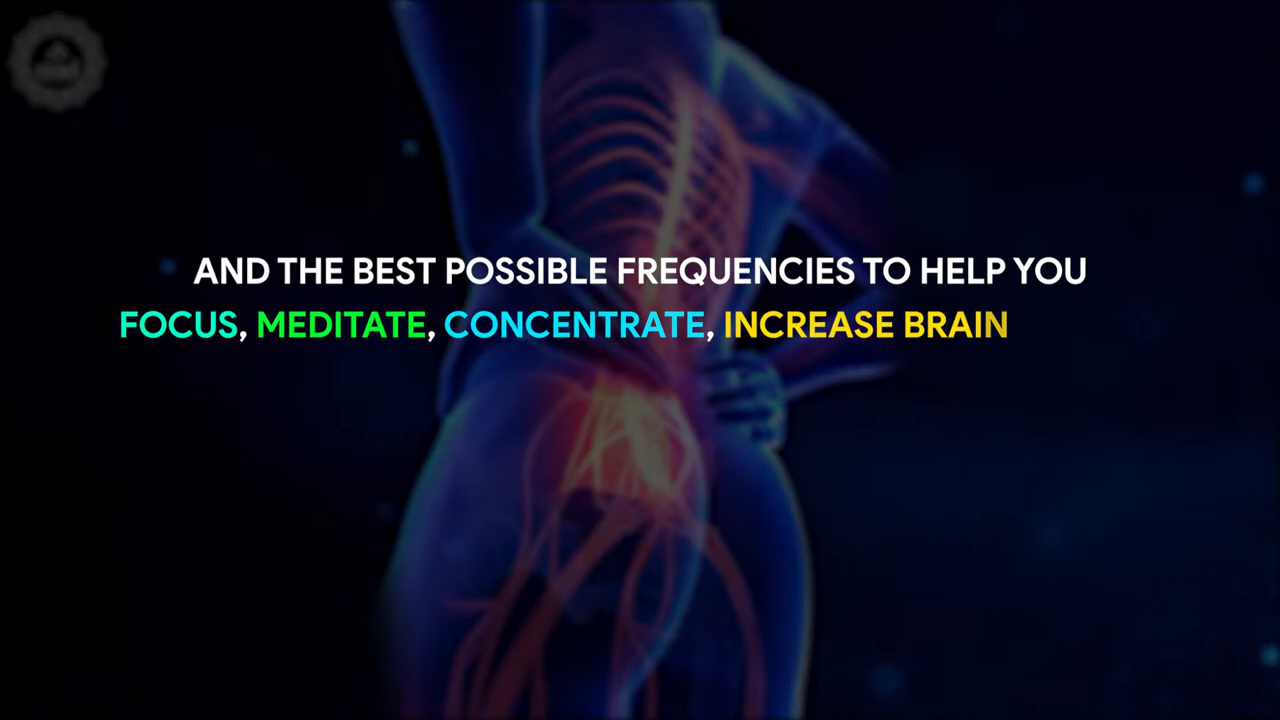 AND THE BEST POSSIBLE FREQUENCIES TO HELP YOU
FOCUS, MEDITATE, CONCENTRATE, INCREASE BRAIN